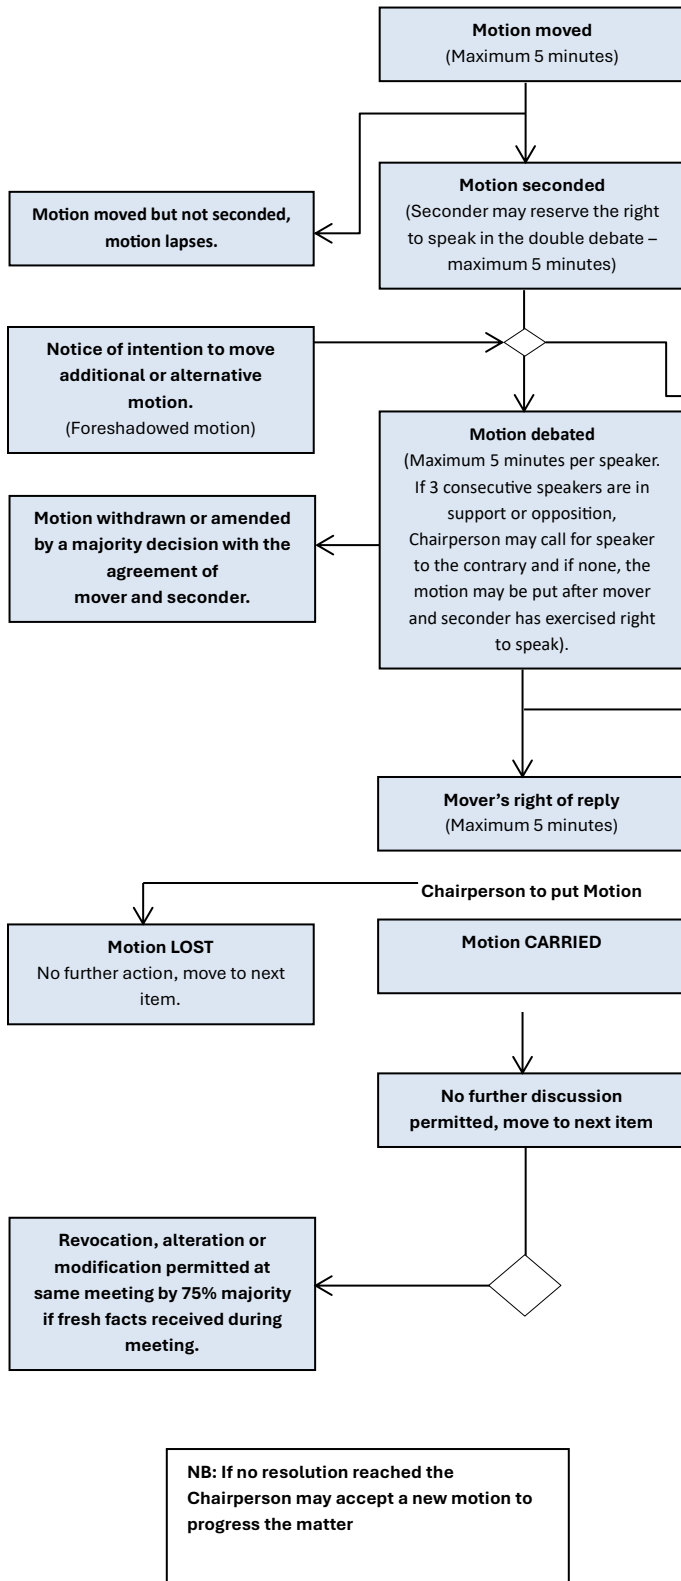 Motion moved
(Maximum 5 minutes)
Motion seconded
(Seconder may reserve the right
to speak in the double debate –
maximum 5 minutes)
Motion moved but not seconded,
motion lapses.
Notice of intention to move
additional or alternative
motion.
(Foreshadowed motion)
Motion debated
(Maximum 5 minutes per speaker.
If 3 consecutive speakers are in
support or opposition,
Chairperson may call for speaker
to the contrary and if none, the
motion may be put after mover
and seconder has exercised right
to speak).
Motion withdrawn or amended
by a majority decision with the
agreement of
mover and seconder.
Mover’s right of reply
(Maximum 5 minutes)
Chairperson to put Motion
Motion LOST
No further action, move to next
item.
Motion CARRIED
No further discussion
permitted, move to next item
Revocation, alteration or
modification permitted at
same meeting by 75% majority
if fresh facts received during
meeting.
NB: If no resolution reached the
Chairperson may accept a new motion to
progress the matter